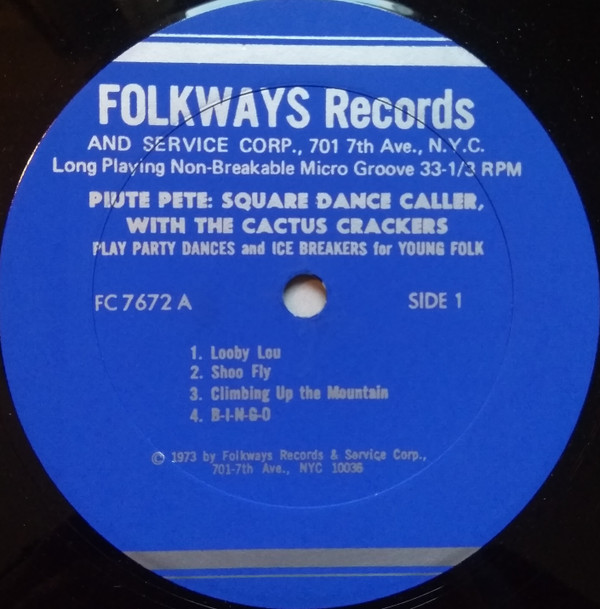 FOLKWAYS Records
AND SERVICE CORP., 701 7th Ave., N.Y.C.
Long Playing Non-Breakable Micro Groove 33-1/3 RPM
PIUTE PETE: SQUARE DANCE CALLER,
WITH THE CACTUS CRACKERS
PLAY PARTY DANCES and ICE BREAKERS for YOUNG FOLK
FC 7672 A
SIDE 1
1. Looby Lou
2. Shoo Fly
3. Climbing Up the Mountain
4. B-I-N-G-O
© 1973 by Folkways Records & Service Corp.,
701-7th Ave., NYC 10036